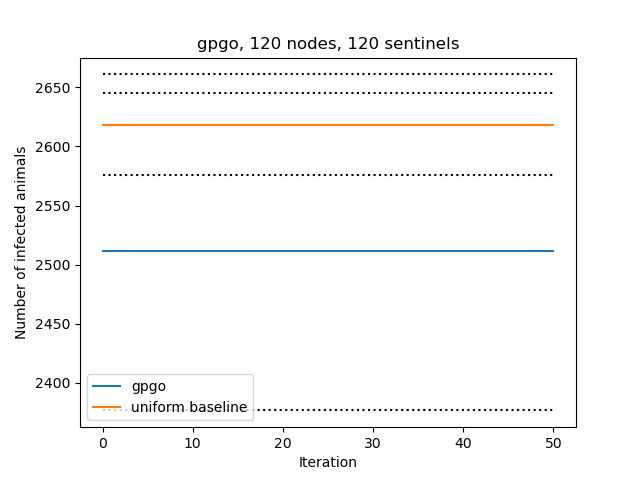 gpgo, 120 nodes, 120 sentinels
Number of infected animals
2650
2600
2550
2500
2450
2400
gpgo
uniform baseline
0 10 20 30 40 50
Iteration